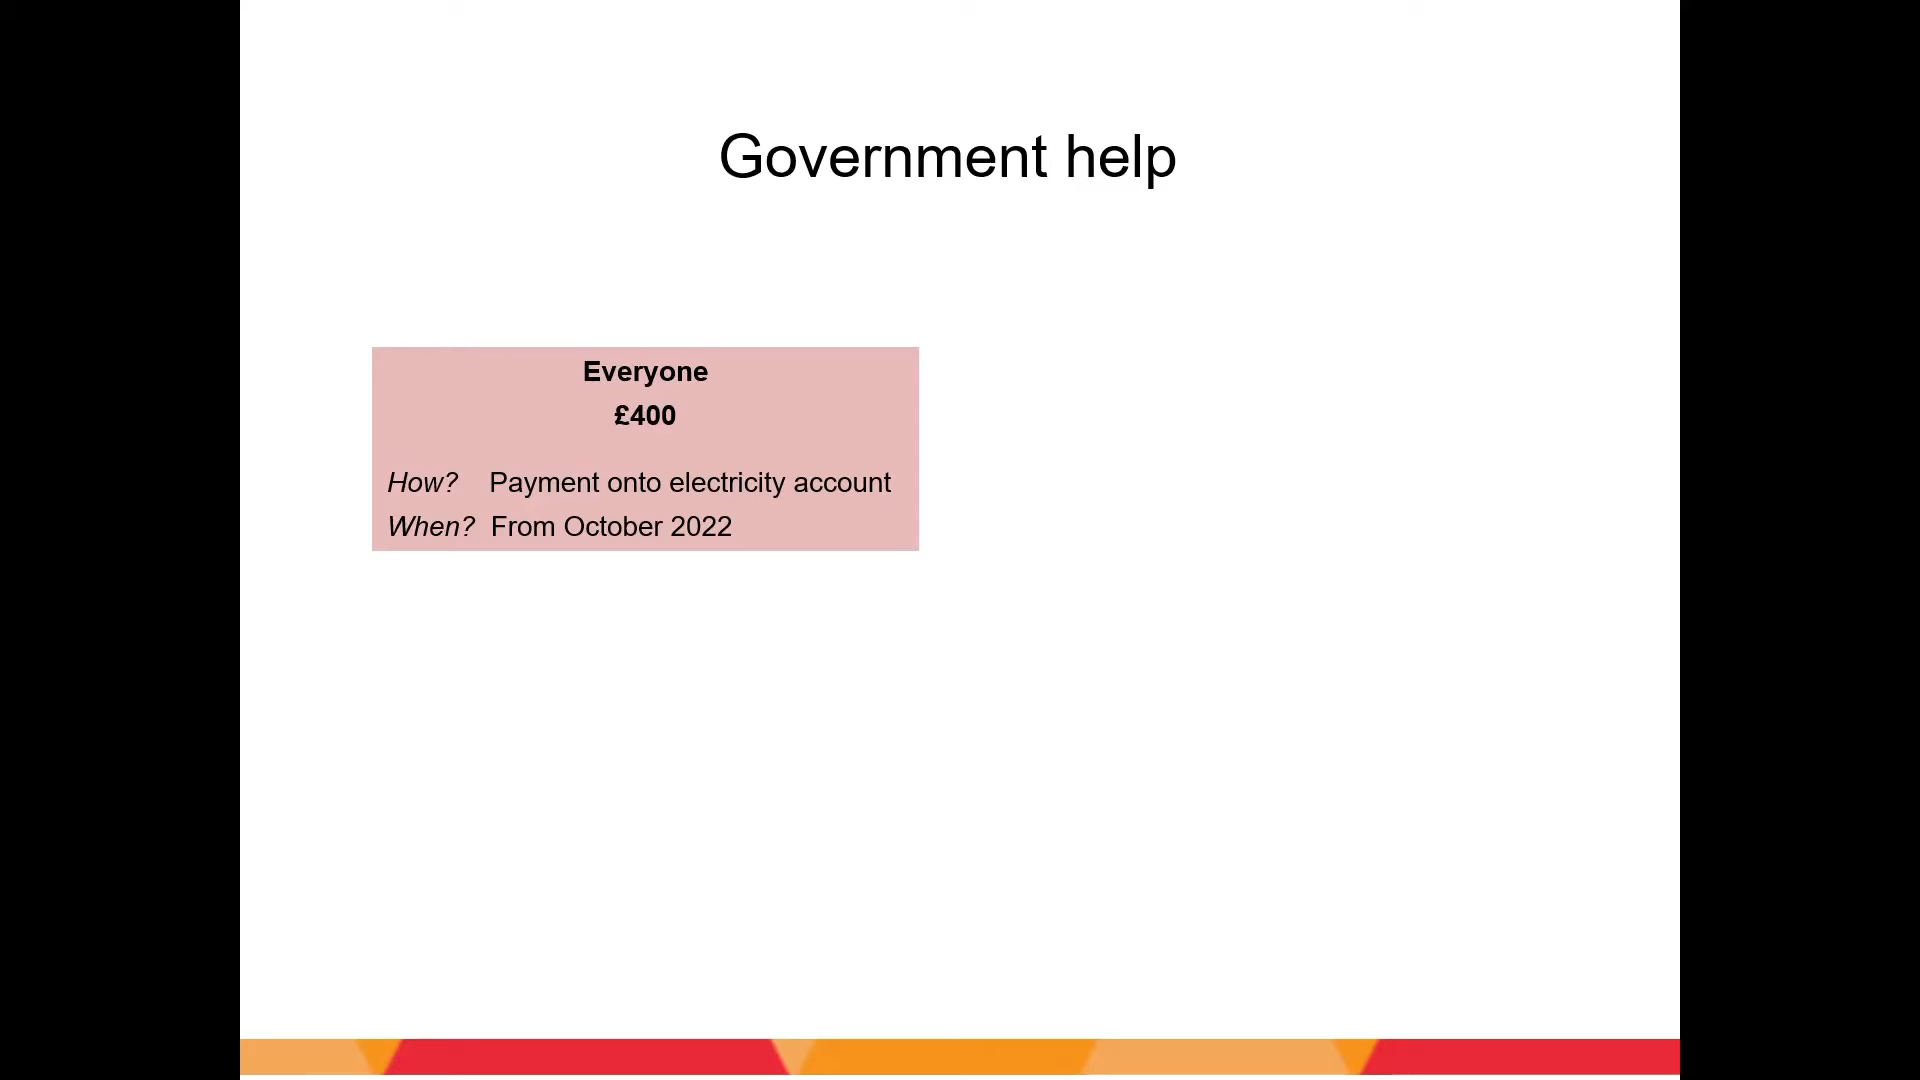 Government help
Everyone
£400
How? Payment onto electricity account
When? From October 2022